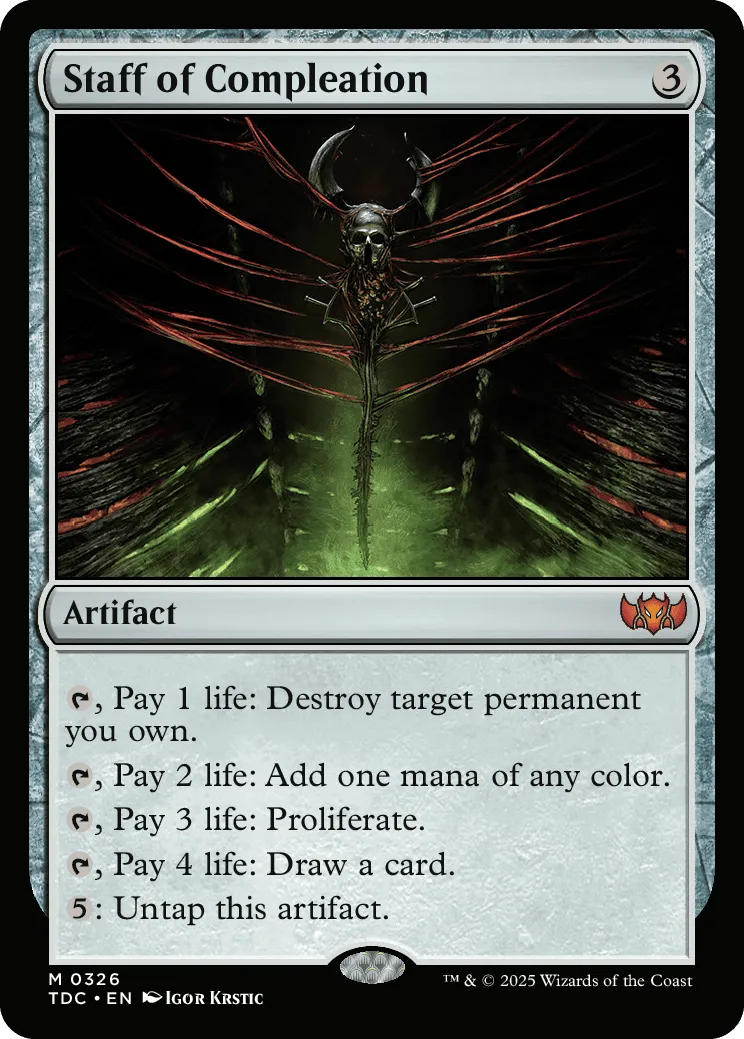 Staff of Compleation 3
Artifact
, Pay 1 life: Destroy target permanent
you own.
, Pay 2 life: Add one mana of any color.
, Pay 3 life: Proliferate.
, Pay 4 life: Draw a card.
5: Untap this artifact.
M 0326
TDC • EN Igor Krstic
™ & © 2025 Wizards of the Coast